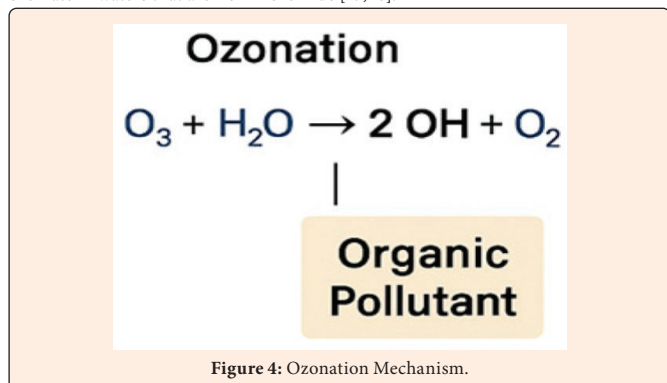 Ozonation
O₃ + H₂O → 2 OH + O₂
Organic
Pollutant
Figure 4: Ozonation Mechanism.